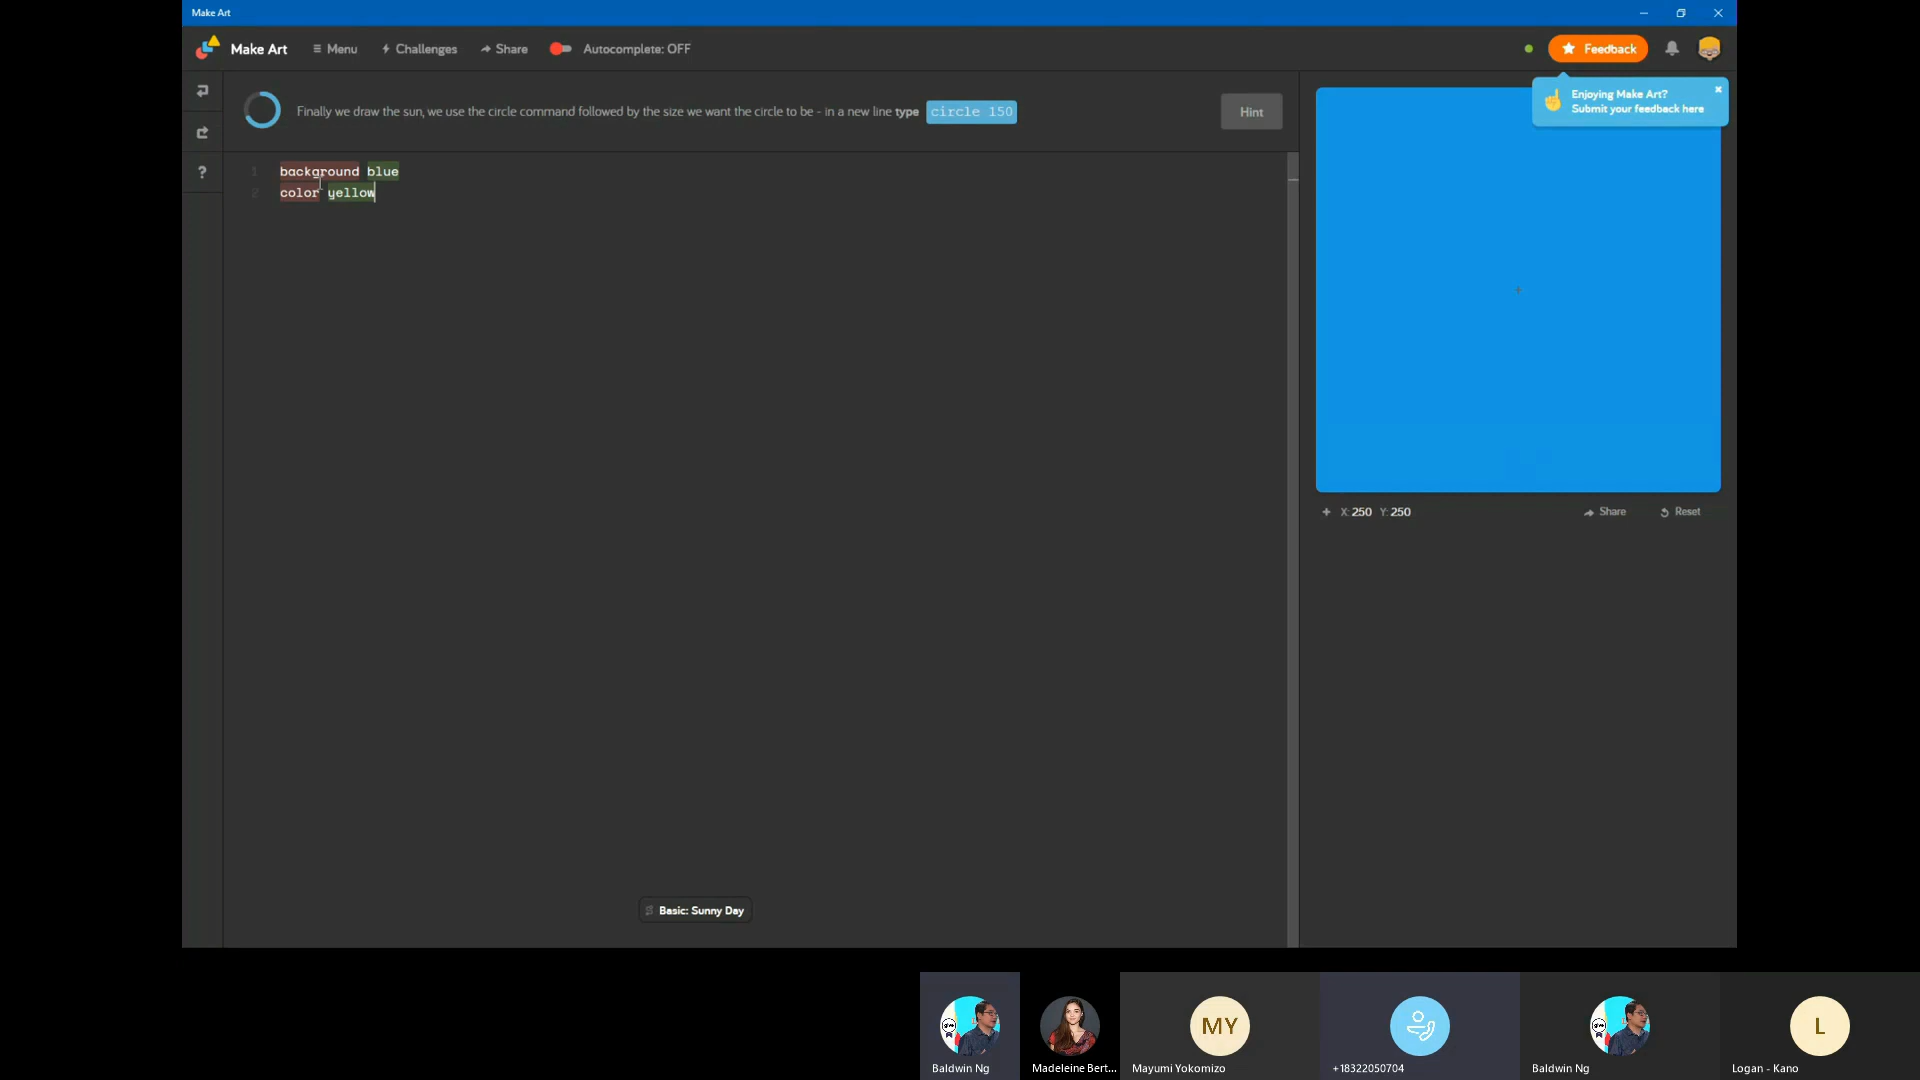 Make Art
Make Art Menu Challenges Share Autocomplete: OFF Feedback
Enjoying Make Art?
Submit your feedback here
Finally we draw the sun, we use the circle command followed by the size we want the circle to be - in a new line type circle 150
Hint
1 background blue
2 color yellow
X: 250 Y: 250 Share Reset
Basic: Sunny Day
MY
L
Baldwin Ng
Madeleine Bert...
Mayumi Yokomizo
+18322050704
Baldwin Ng
Logan - Kano